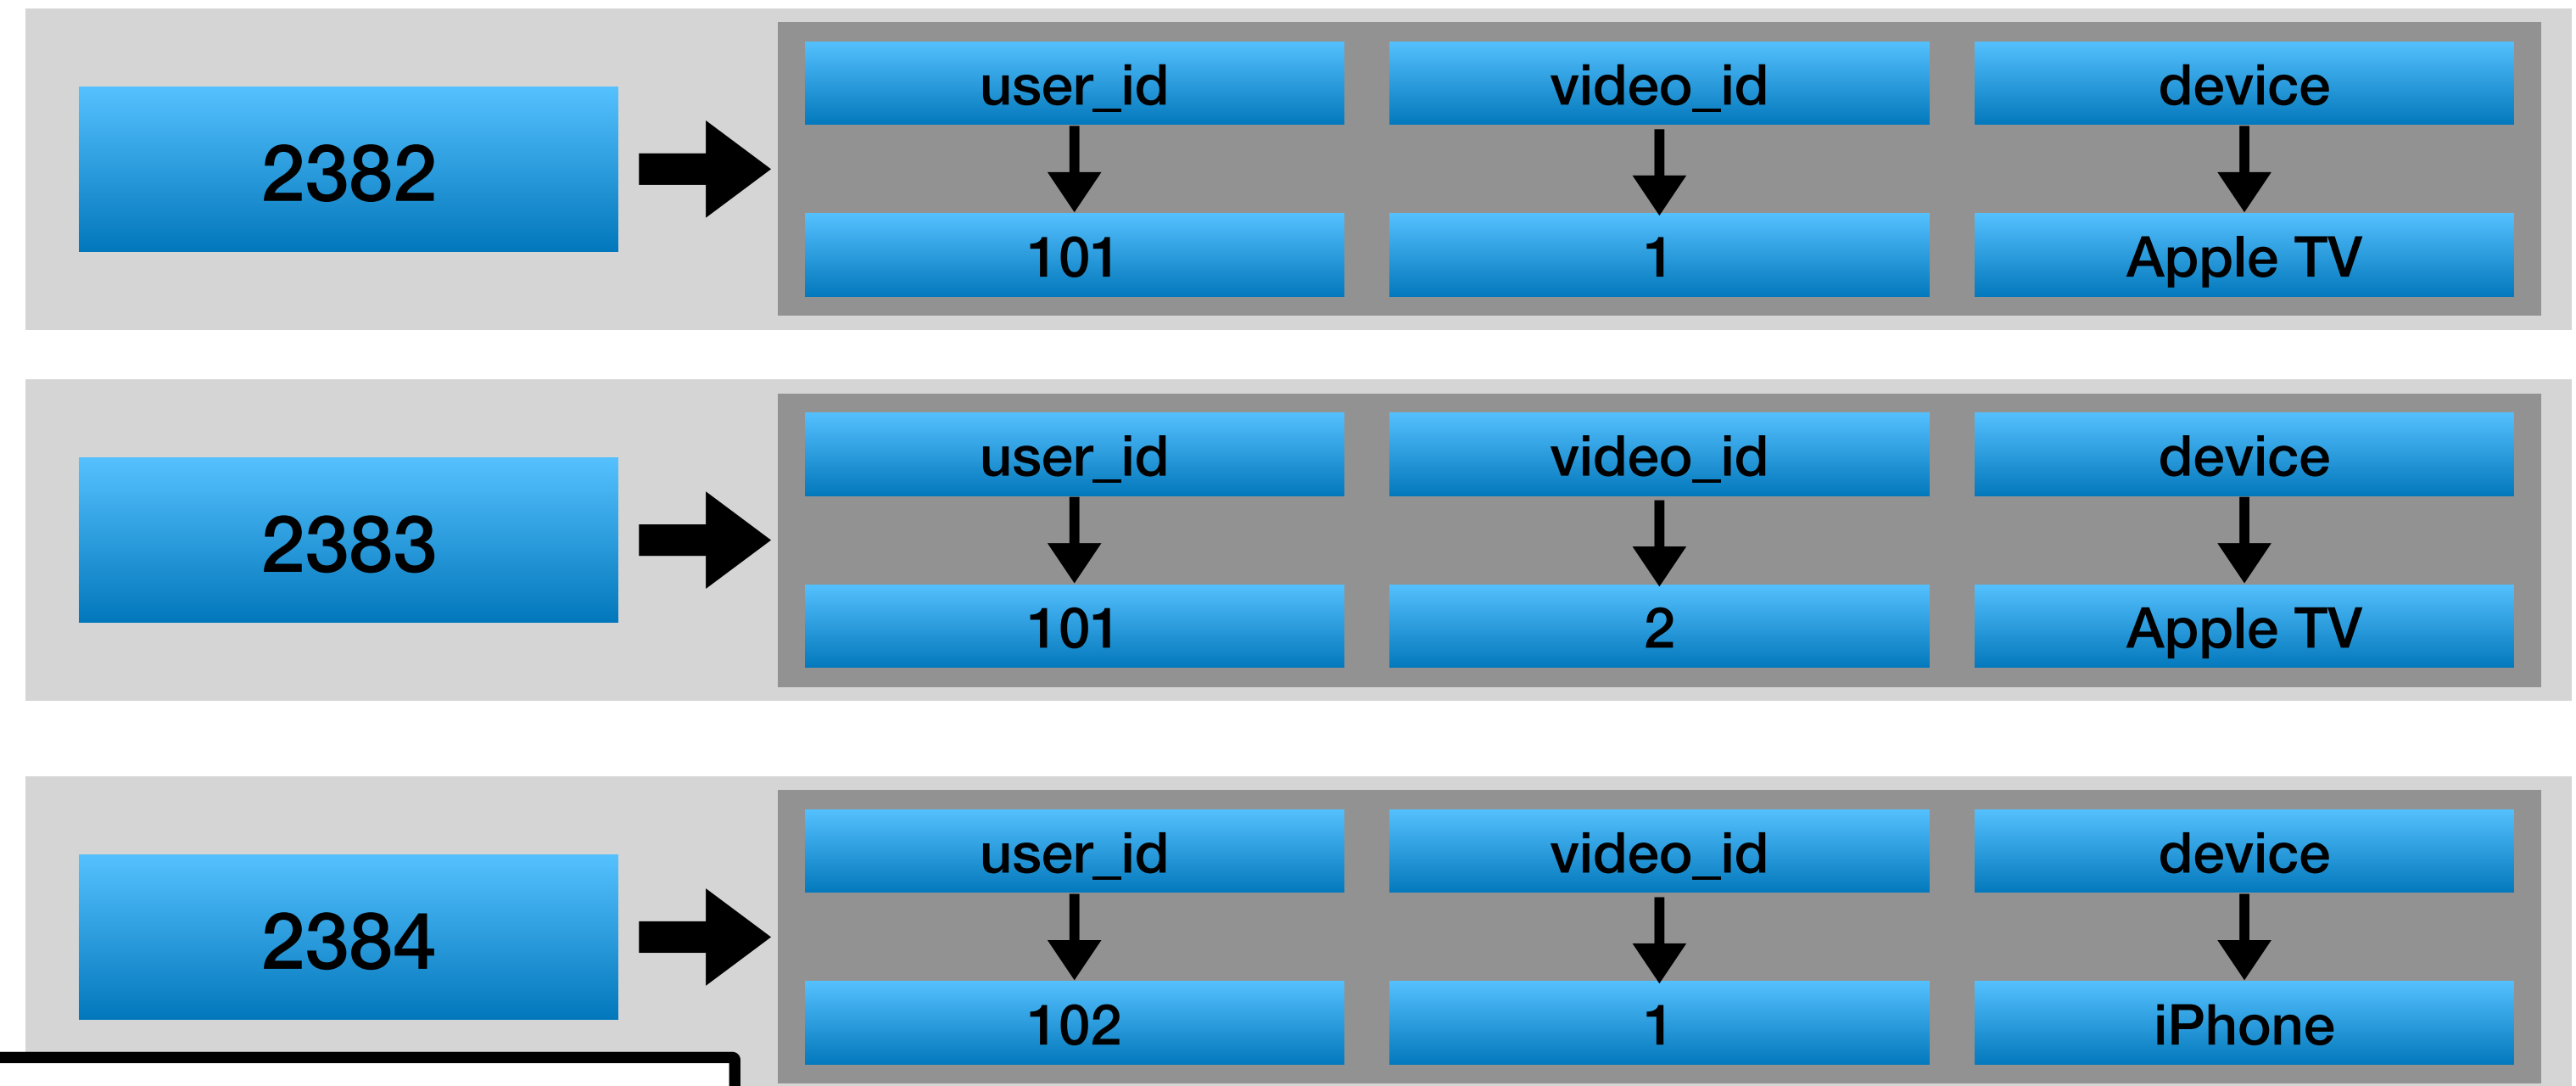 user_id video_id device
2382
101 1 Apple TV
user_id video_id device
2383
101 2 Apple TV
user_id video_id device
2384
102 1 iPhone